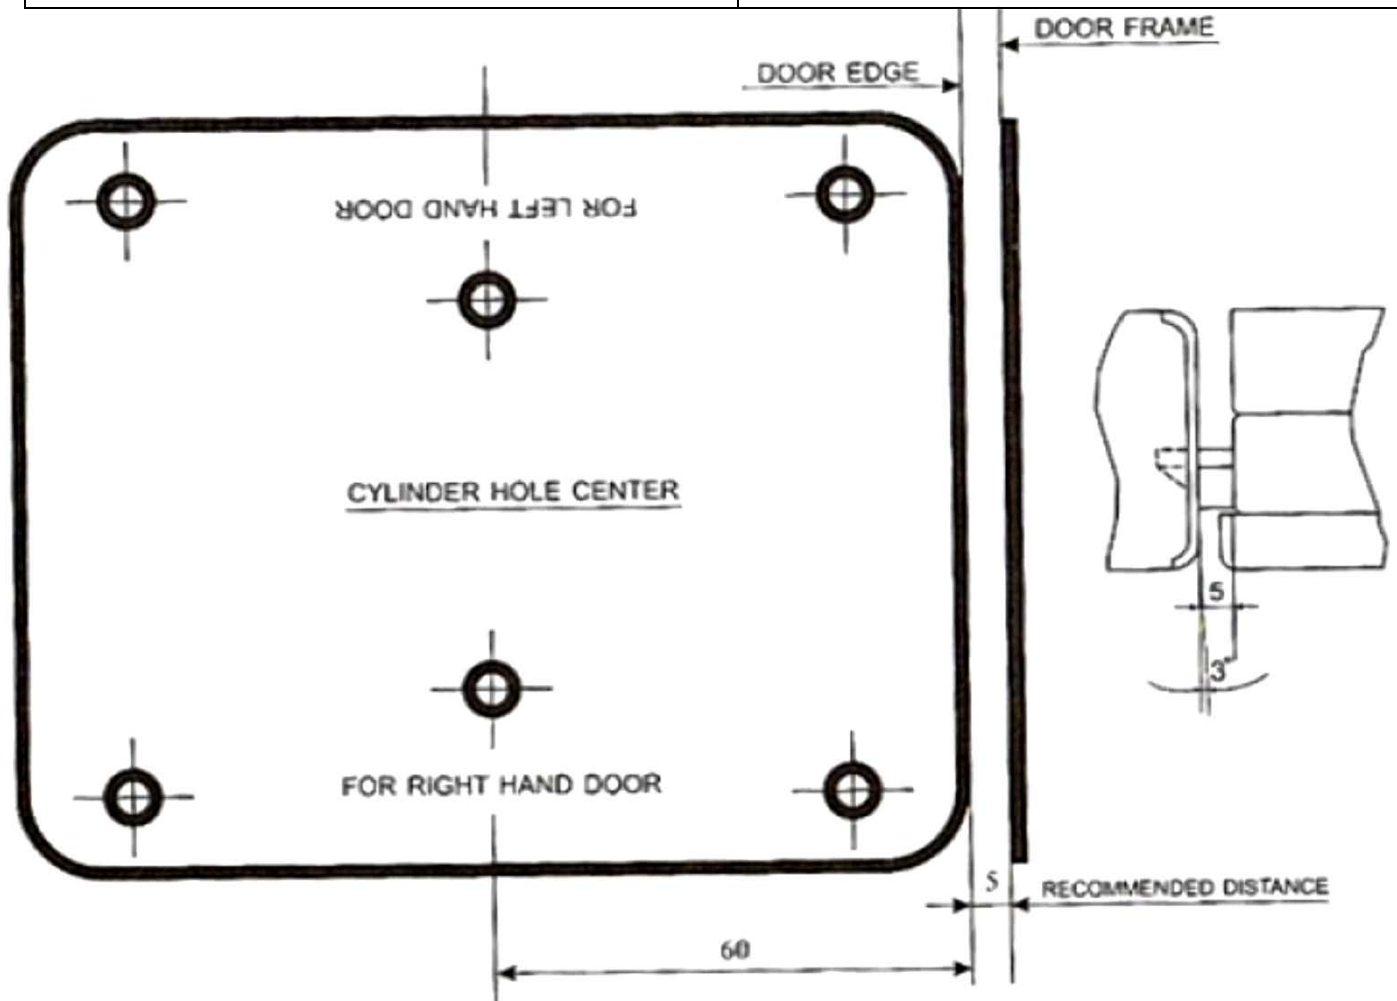 DOOR FRAME
DOOR EDGE
FOR LEFT HAND DOOR
CYLINDER HOLE CENTER
5
3°
FOR RIGHT HAND DOOR
5
RECOMMENDED DISTANCE
60